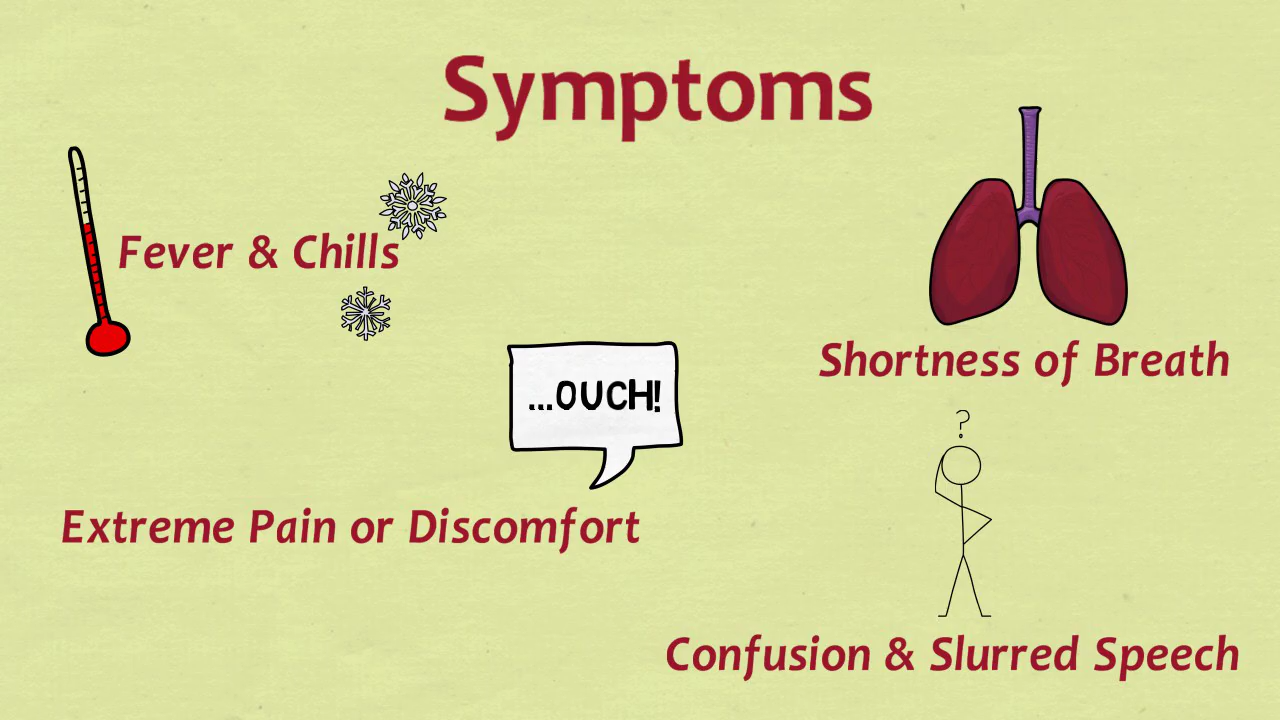 Symptoms
Fever & Chills
Shortness of Breath
...OUCH!
?
Extreme Pain or Discomfort
Confusion & Slurred Speech